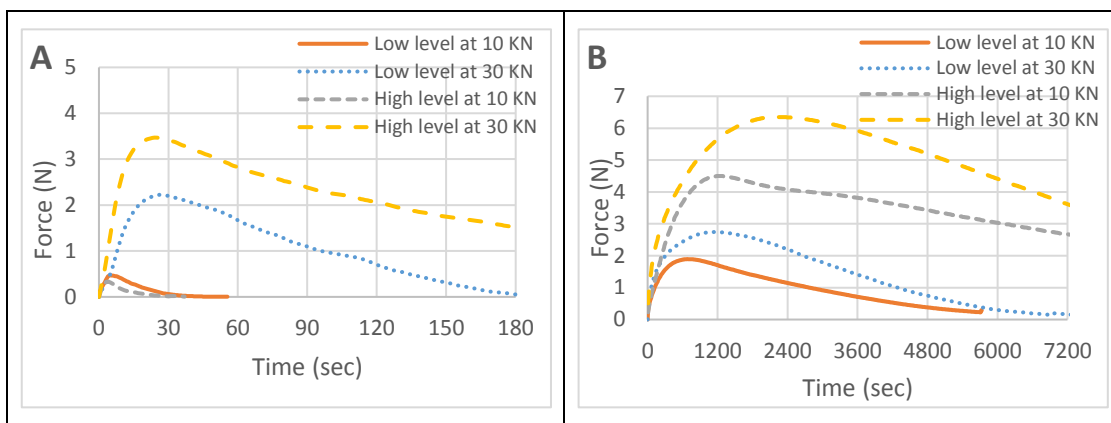 A
Low level at 10 KN
Low level at 30 KN
High level at 10 KN
High level at 30 KN
5
4
3
2
1
0
Force (N)
0 30 60 90 120 150 180
Time (sec)
B
Low level at 10 KN
Low level at 30 KN
High level at 10 KN
High level at 30 KN
7
6
5
4
3
2
1
0
Force (N)
0 1200 2400 3600 4800 6000 7200
Time (sec)